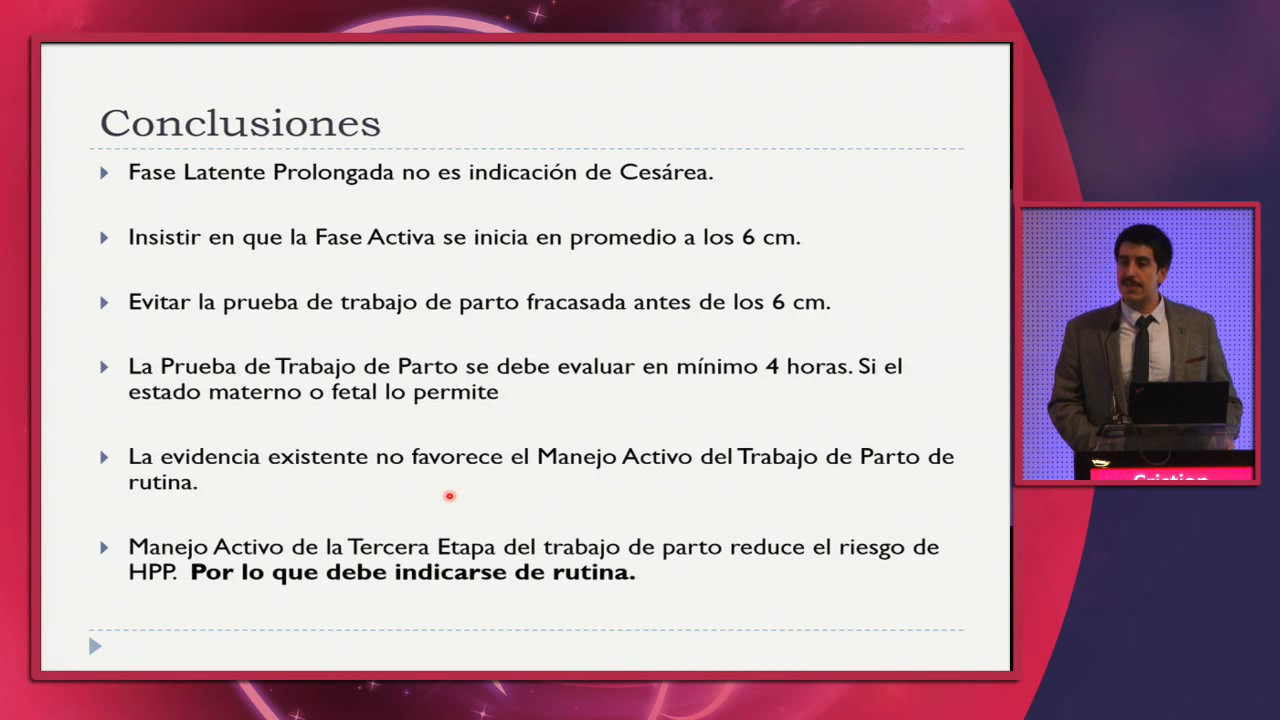 Conclusiones
Fase Latente Prolongada no es indicación de Cesárea.
Insistir en que la Fase Activa se inicia en promedio a los 6 cm.
Evitar la prueba de trabajo de parto fracasada antes de los 6 cm.
La Prueba de Trabajo de Parto se debe evaluar en mínimo 4 horas. Si el
estado materno o fetal lo permite
La evidencia existente no favorece el Manejo Activo del Trabajo de Parto de
rutina.
Manejo Activo de la Tercera Etapa del trabajo de parto reduce el riesgo de
HPP. Por lo que debe indicarse de rutina.
Cristian